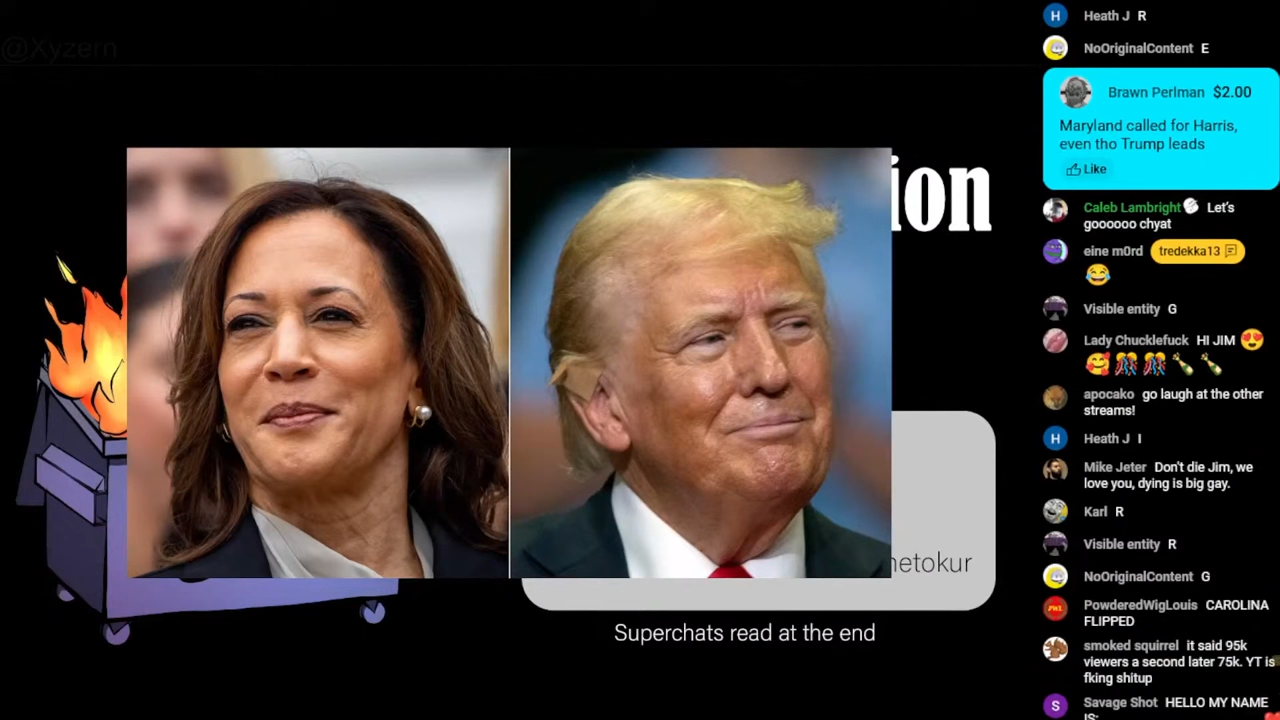 @Xyzern
ion
netokur
Superchats read at the end
H Heath J R
NoOriginalContent E
Brawn Perlman $2.00
Maryland called for Harris,
even tho Trump leads
Like
Caleb Lambright Let's
goooooo chyat
eine m0rd tredekka13
😂
Visible entity G
Lady Chucklefuck HI JIM 😍
🥰🎊🎊🍾🍾
apocako go laugh at the other
streams!
H Heath J I
Mike Jeter Don't die Jim, we
love you, dying is big gay.
Karl R
Visible entity R
NoOriginalContent G
PowderedWigLouis CAROLINA
FLIPPED
smoked squirrel it said 95k
viewers a second later 75k. YT is
fking shitup
S Savage Shot HELLO MY NAME
IS: